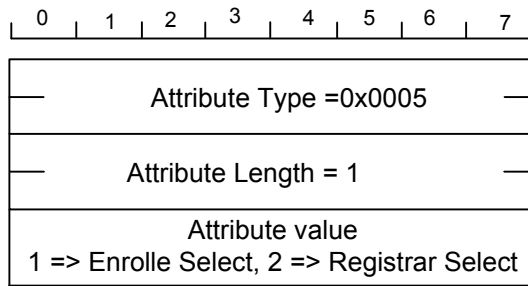 0 1 2 3 4 5 6 7
Attribute Type =0x0005
Attribute Length = 1
Attribute value
1 => Enrolle Select, 2 => Registrar Select